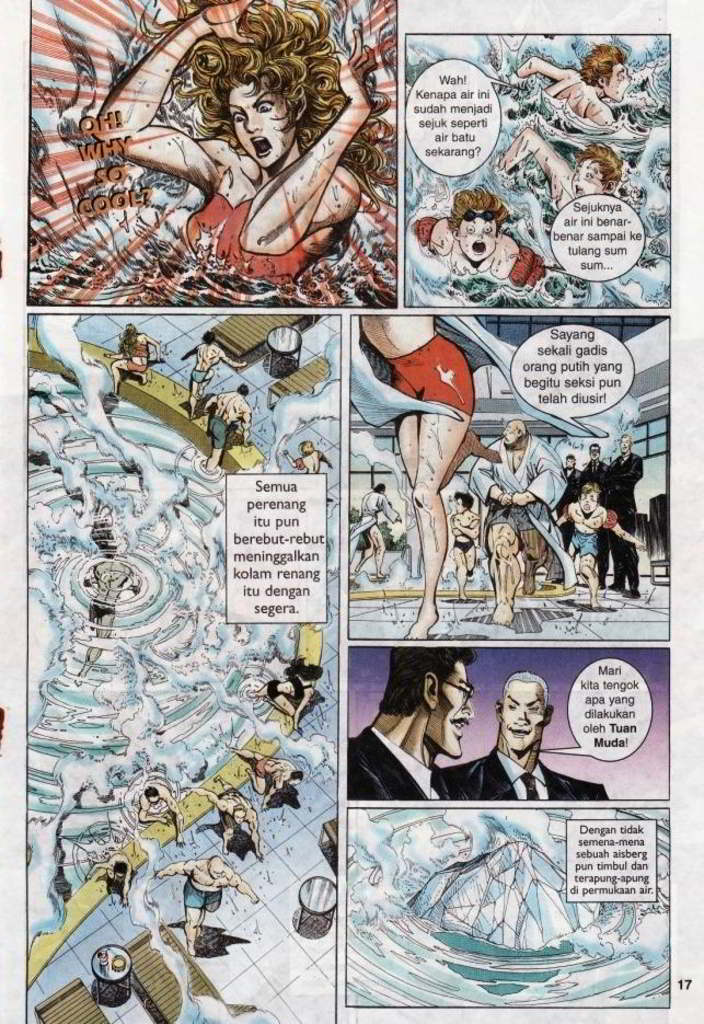 OH!
WHY
SO
COOL?
Wah!
Kenapa air ini
sudah menjadi
sejuk seperti
air batu
sekarang?
Sejuknya
air ini benar-
benar sampai ke
tulang sum
sum...
Semua
perenang
itu pun
berebut-rebut
meninggalkan
kolam renang
itu dengan
segera.
Sayang
sekali gadis
orang putih yang
begitu seksi pun
telah diusir!
Mari
kita tengok
apa yang
dilakukan
oleh Tuan
Muda!
Dengan tidak
semena-mena
sebuah aisberg
pun timbul dan
terapung-apung
di permukaan air.
17